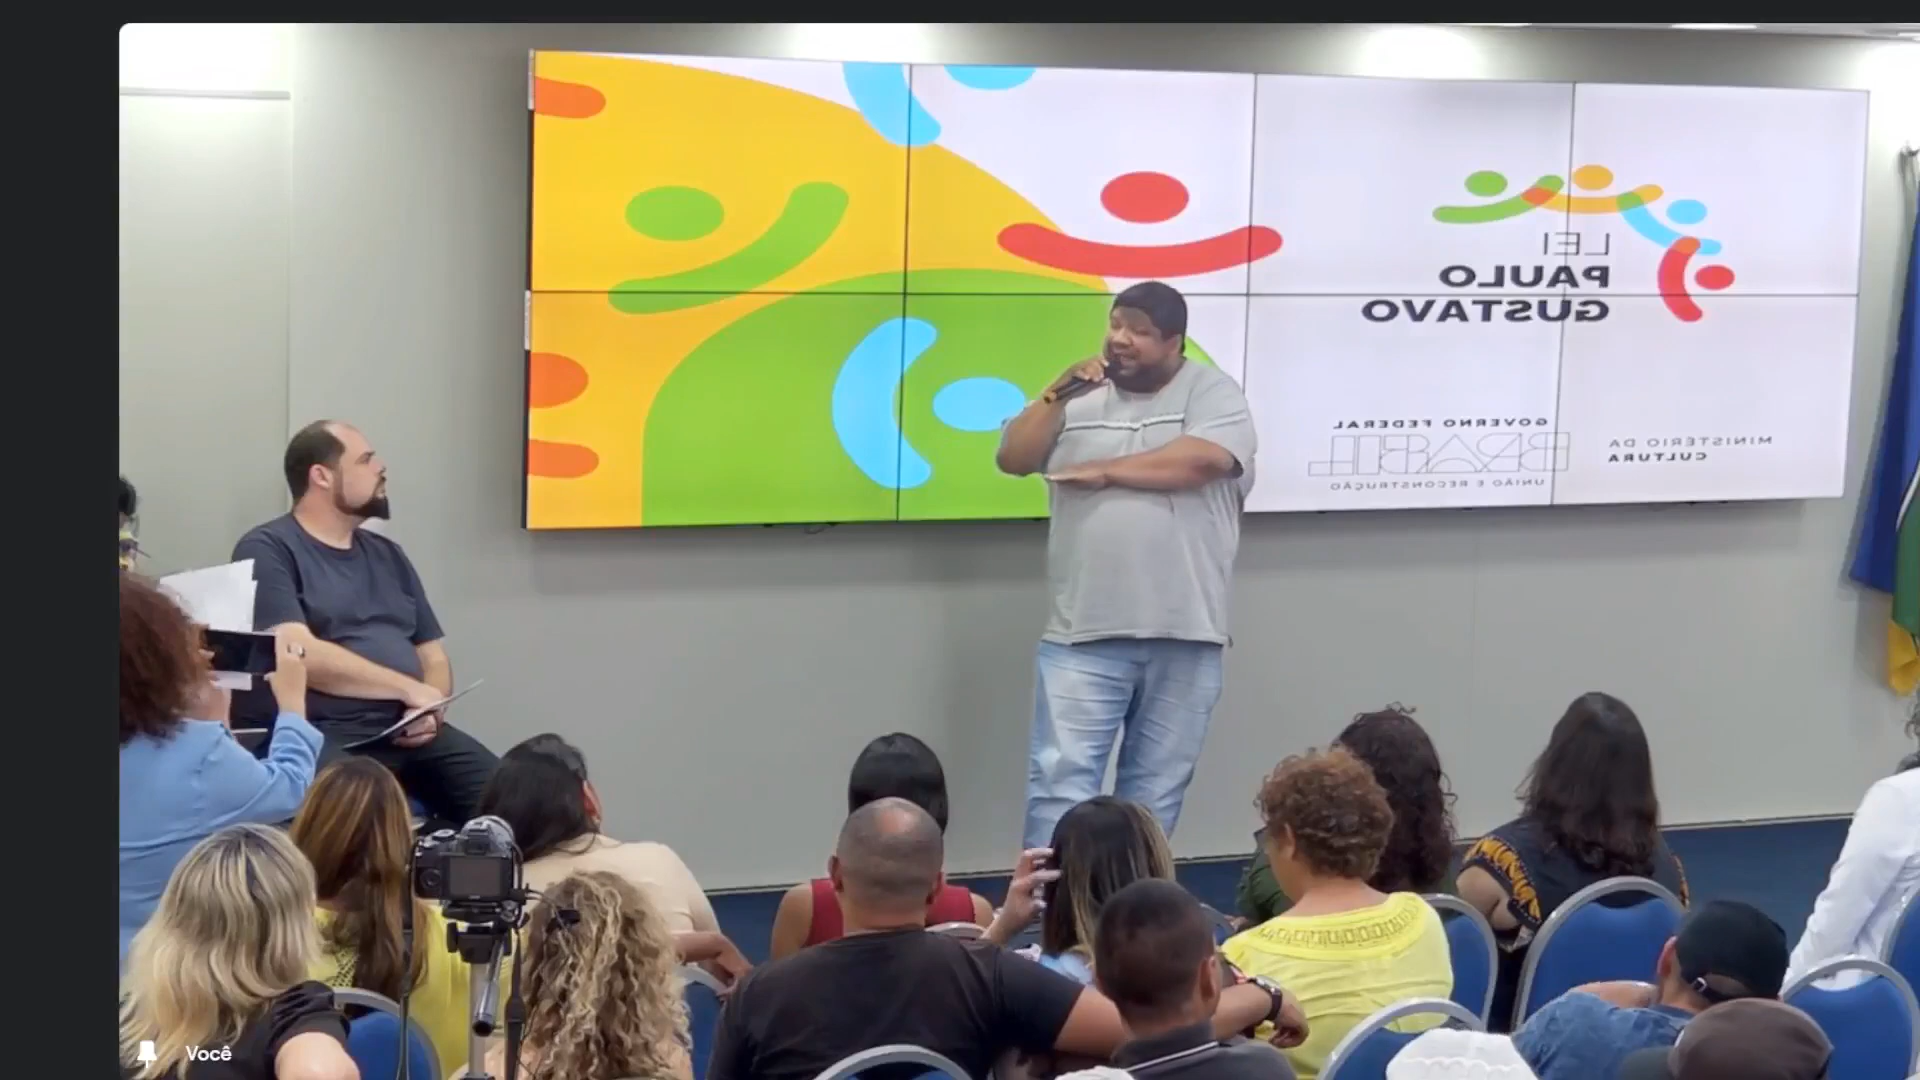 LEI
PAULO
GUSTAVO
GOVERNO FEDERAL
BRASIL
UNIÃO E RECONSTRUÇÃO
MINISTÉRIO DA
CULTURA
Você